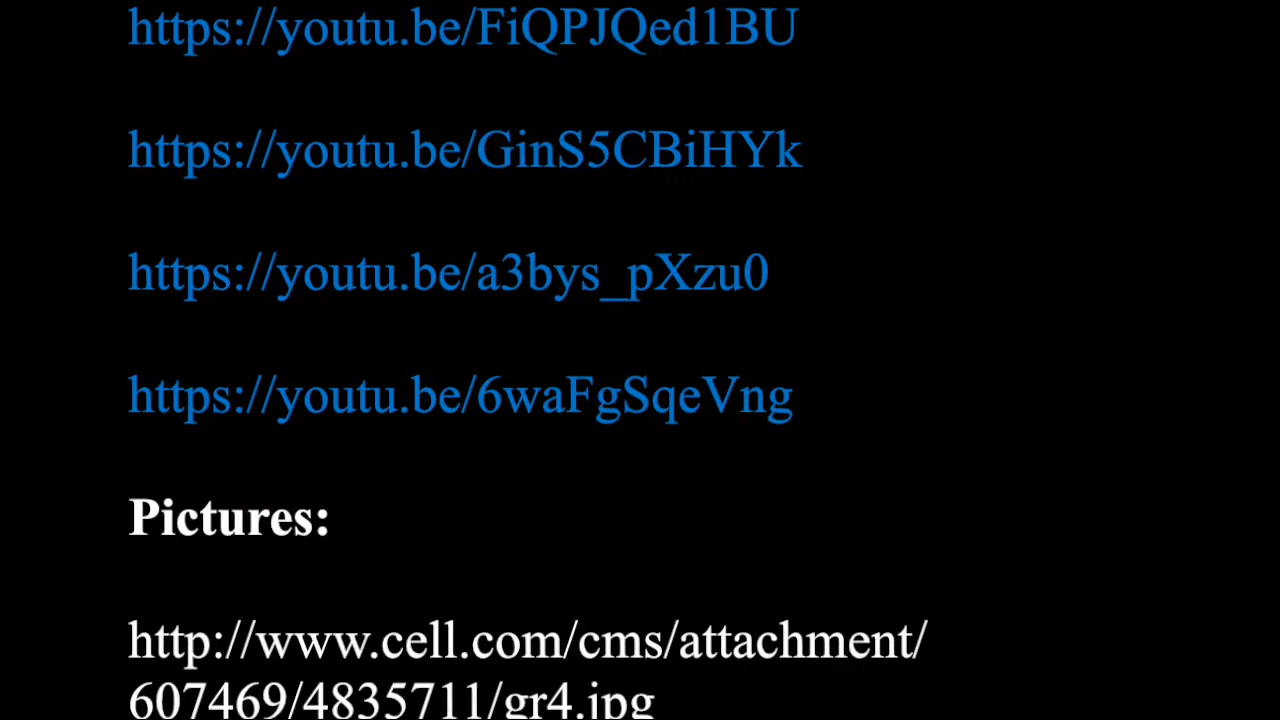 https://youtu.be/FiQPJQed1BU
https://youtu.be/GinS5CBiHYk
https://youtu.be/a3bys_pXzu0
https://youtu.be/6waFgSqeVng
Pictures:
http://www.cell.com/cms/attachment/
607469/4835711/gr4.jpg